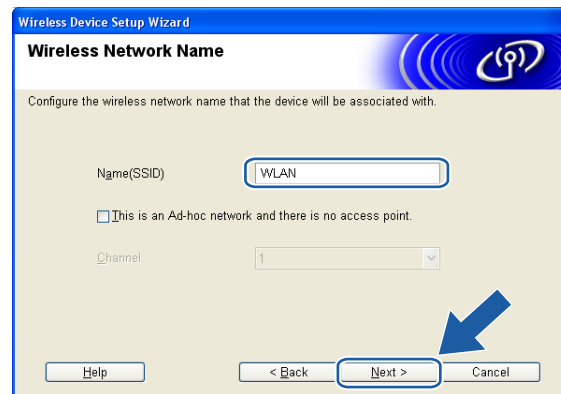 Wireless Device Setup Wizard
Wireless Network Name
Configure the wireless network name that the device will be associated with.
Name(SSID) WLAN
This is an Ad-hoc network and there is no access point.
Channel 1
Help < Back Next > Cancel